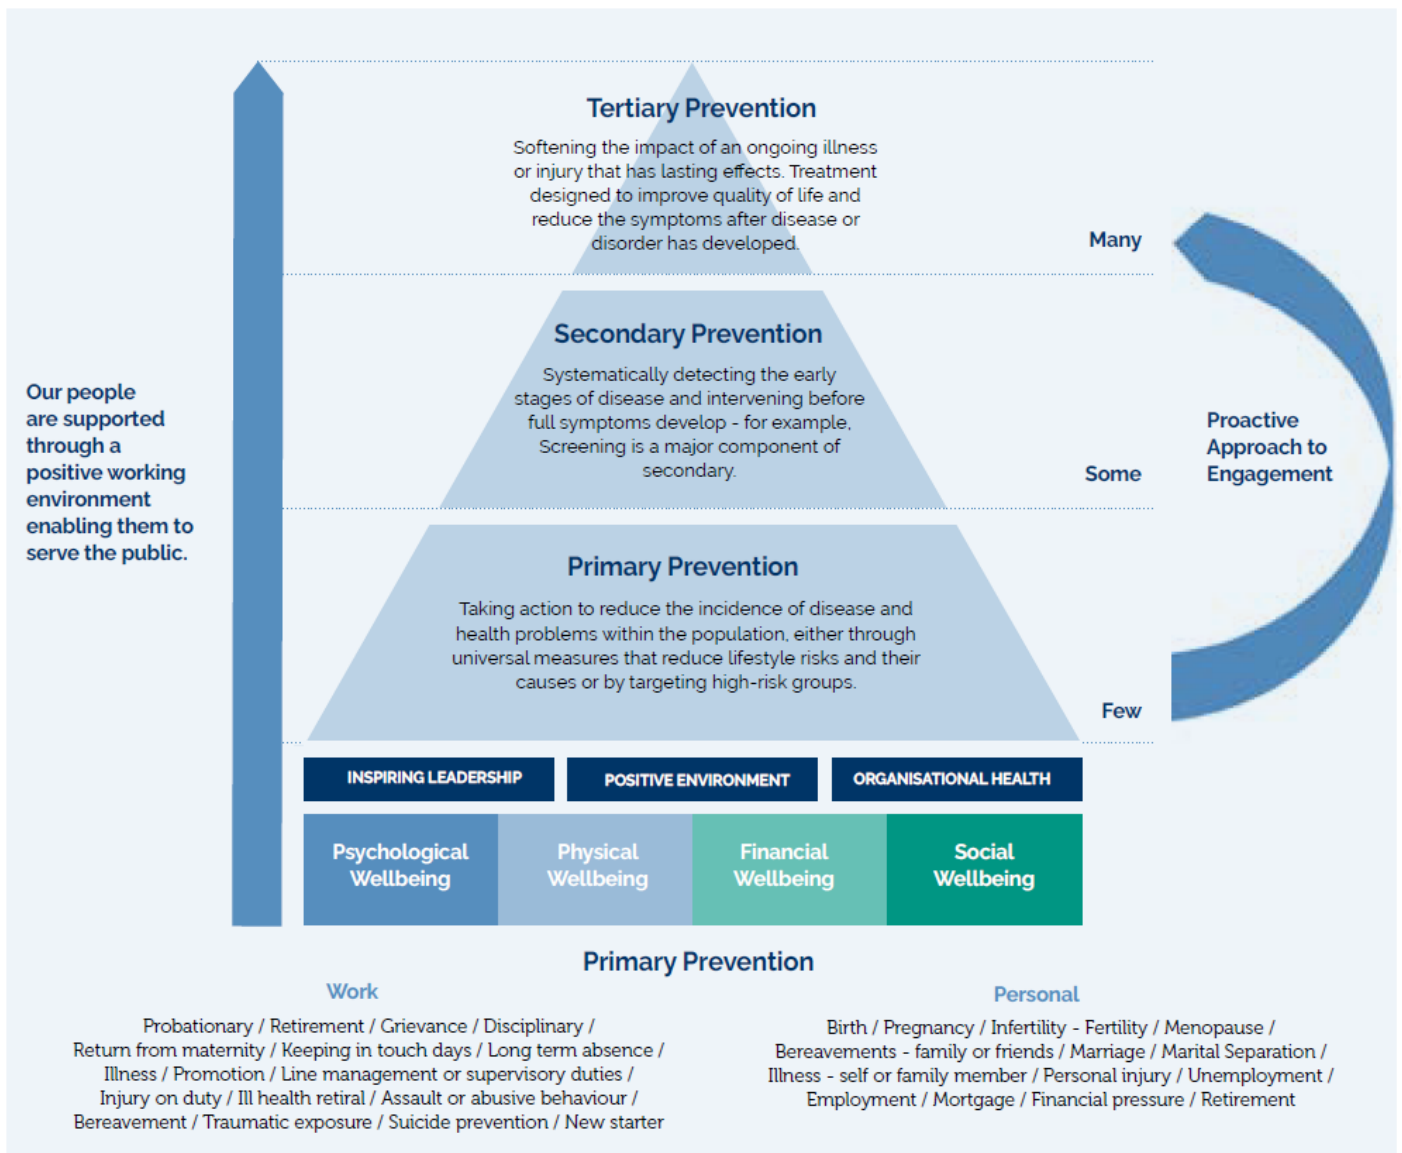 Tertiary Prevention
Softening the impact of an ongoing illness
or injury that has lasting effects. Treatment
designed to improve quality of life and
reduce the symptoms after disease or
disorder has developed.
Many
Secondary Prevention
Systematically detecting the early
stages of disease and intervening before
full symptoms develop - for example,
Screening is a major component of
secondary.
Some
Our people
are supported
through a
positive working
environment
enabling them to
serve the public.
Proactive
Approach to
Engagement
Primary Prevention
Taking action to reduce the incidence of disease and
health problems within the population, either through
universal measures that reduce lifestyle risks and their
causes or by targeting high-risk groups.
Few
INSPIRING LEADERSHIP
POSITIVE ENVIRONMENT
ORGANISATIONAL HEALTH
Psychological
Wellbeing
Physical
Wellbeing
Financial
Wellbeing
Social
Wellbeing
Primary Prevention
Work
Probationary / Retirement / Grievance / Disciplinary /
Return from maternity / Keeping in touch days / Long term absence /
Illness / Promotion / Line management or supervisory duties /
Injury on duty / Ill health retiral / Assault or abusive behaviour /
Bereavement / Traumatic exposure / Suicide prevention / New starter
Personal
Birth / Pregnancy / Infertility - Fertility / Menopause /
Bereavements - family or friends / Marriage / Marital Separation /
Illness - self or family member / Personal injury / Unemployment /
Employment / Mortgage / Financial pressure / Retirement